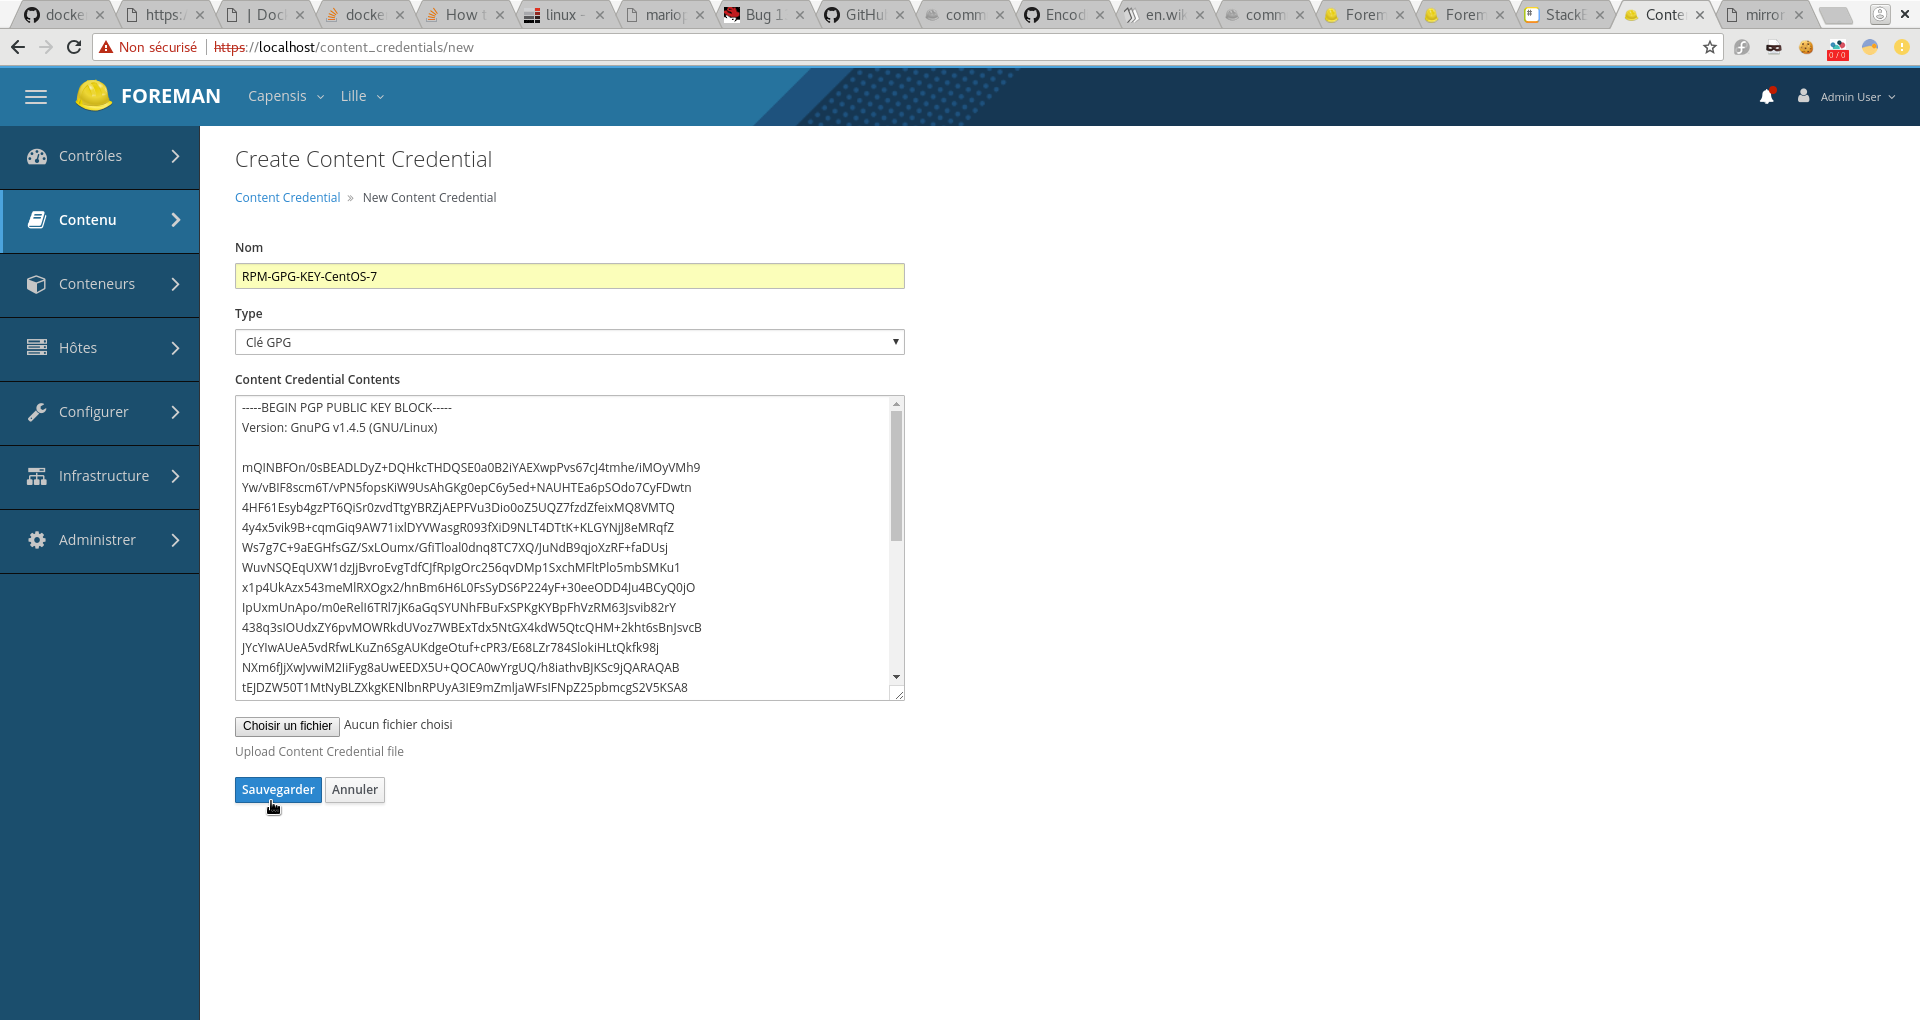 docke
https:
| Doc
docke
How t
linux -
mario
Bug 1
GitHu
comm
Encod
en.wik
comm
Forem
Forem
StackE
Conte
mirror
Non sécurisé
https://localhost/content_credentials/new
0 / 0
FOREMAN
Capensis
Lille
Admin User
Contrôles
Contenu
Conteneurs
Hôtes
Configurer
Infrastructure
Administrer
Create Content Credential
Content Credential » New Content Credential
Nom
RPM-GPG-KEY-CentOS-7
Type
Clé GPG
Content Credential Contents
-----BEGIN PGP PUBLIC KEY BLOCK-----
Version: GnuPG v1.4.5 (GNU/Linux)
mQINBFOn/0sBEADLDyZ+DQHkcTHDQSE0a0B2iYAEXwpPvs67cJ4tmhe/iMOyVMh9
Yw/vBIF8scm6T/vPN5fopsKiW9UsAhGKg0epC6y5ed+NAUHTEa6pSOdo7CyFDwtn
4HF61Esyb4gzPT6QiSr0zvdTtgYBRZjAEPFVu3Dio0oZ5UQZ7fzdZfeixMQ8VMTQ
4y4x5vik9B+cqmGiq9AW71ixlDYVWasgR093fXiD9NLT4DTtK+KLGYNjJ8eMRqfZ
Ws7g7C+9aEGHfsGZ/SxLOumx/GfiTloal0dnq8TC7XQ/JuNdB9qjoXzRF+faDUsj
WuvNSQEqUXW1dzJjBvroEvgTdfCJfRpIgOrc256qvDMp1SxchMFltPlo5mbSMKu1
x1p4UkAzx543meMlRXOgx2/hnBm6H6L0FsSyDS6P224yF+30eeODD4Ju4BCyQ0jO
IpUxmUnApo/m0eRelI6TRl7jK6aGqSYUNhFBuFxSPKgKYBpFhVzRM63Jsvib82rY
438q3sIOUdxZY6pvMOWRkdUVoz7WBExTdx5NtGX4kdW5QtcQHM+2kht6sBnJsvcB
JYcYIwAUeA5vdRfwLKuZn6SgAUKdgeOtuf+cPR3/E68LZr784SlokiHLtQkfk98j
NXm6fJjXwJvwiM2IiFyg8aUwEEDX5U+QOCA0wYrgUQ/h8iathvBJKSc9jQARAQAB
tEJDZW50T1MtNyBLZXkgKENlbnRPUyA3IE9mZmljaWFsIFNpZ25pbmcgS2V5KSA8
Choisir un fichier Aucun fichier choisi
Upload Content Credential file
Sauvegarder
Annuler